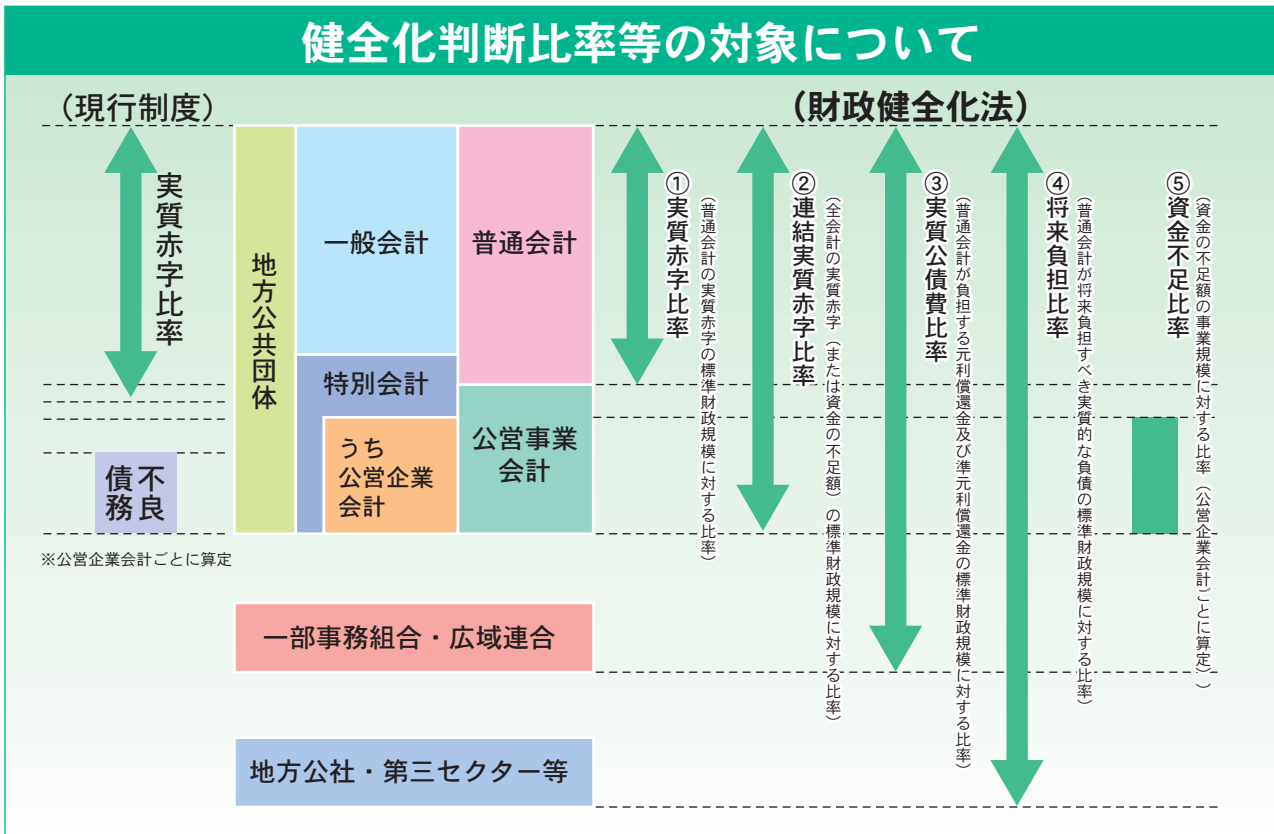 健全化判断比率等の対象について
（現行制度）
（財政健全化法）
実質赤字比率
不良
債務
※公営企業会計ごとに算定
地方公共団体
一般会計
普通会計
特別会計
うち
公営企業
会計
公営事業
会計
一部事務組合・広域連合
地方公社・第三セクター等
①実質赤字比率
（普通会計の実質赤字の標準財政規模に対する比率）
②連結実質赤字比率
（全会計の実質赤字（または資金の不足額）の標準財政規模に対する比率）
③実質公債費比率
（普通会計が負担する元利償還金及び準元利償還金の標準財政規模に対する比率）
④将来負担比率
（普通会計が将来負担すべき実質的な負債の標準財政規模に対する比率）
⑤資金不足比率
（資金の不足額の事業規模に対する比率（公営企業会計ごとに算定））